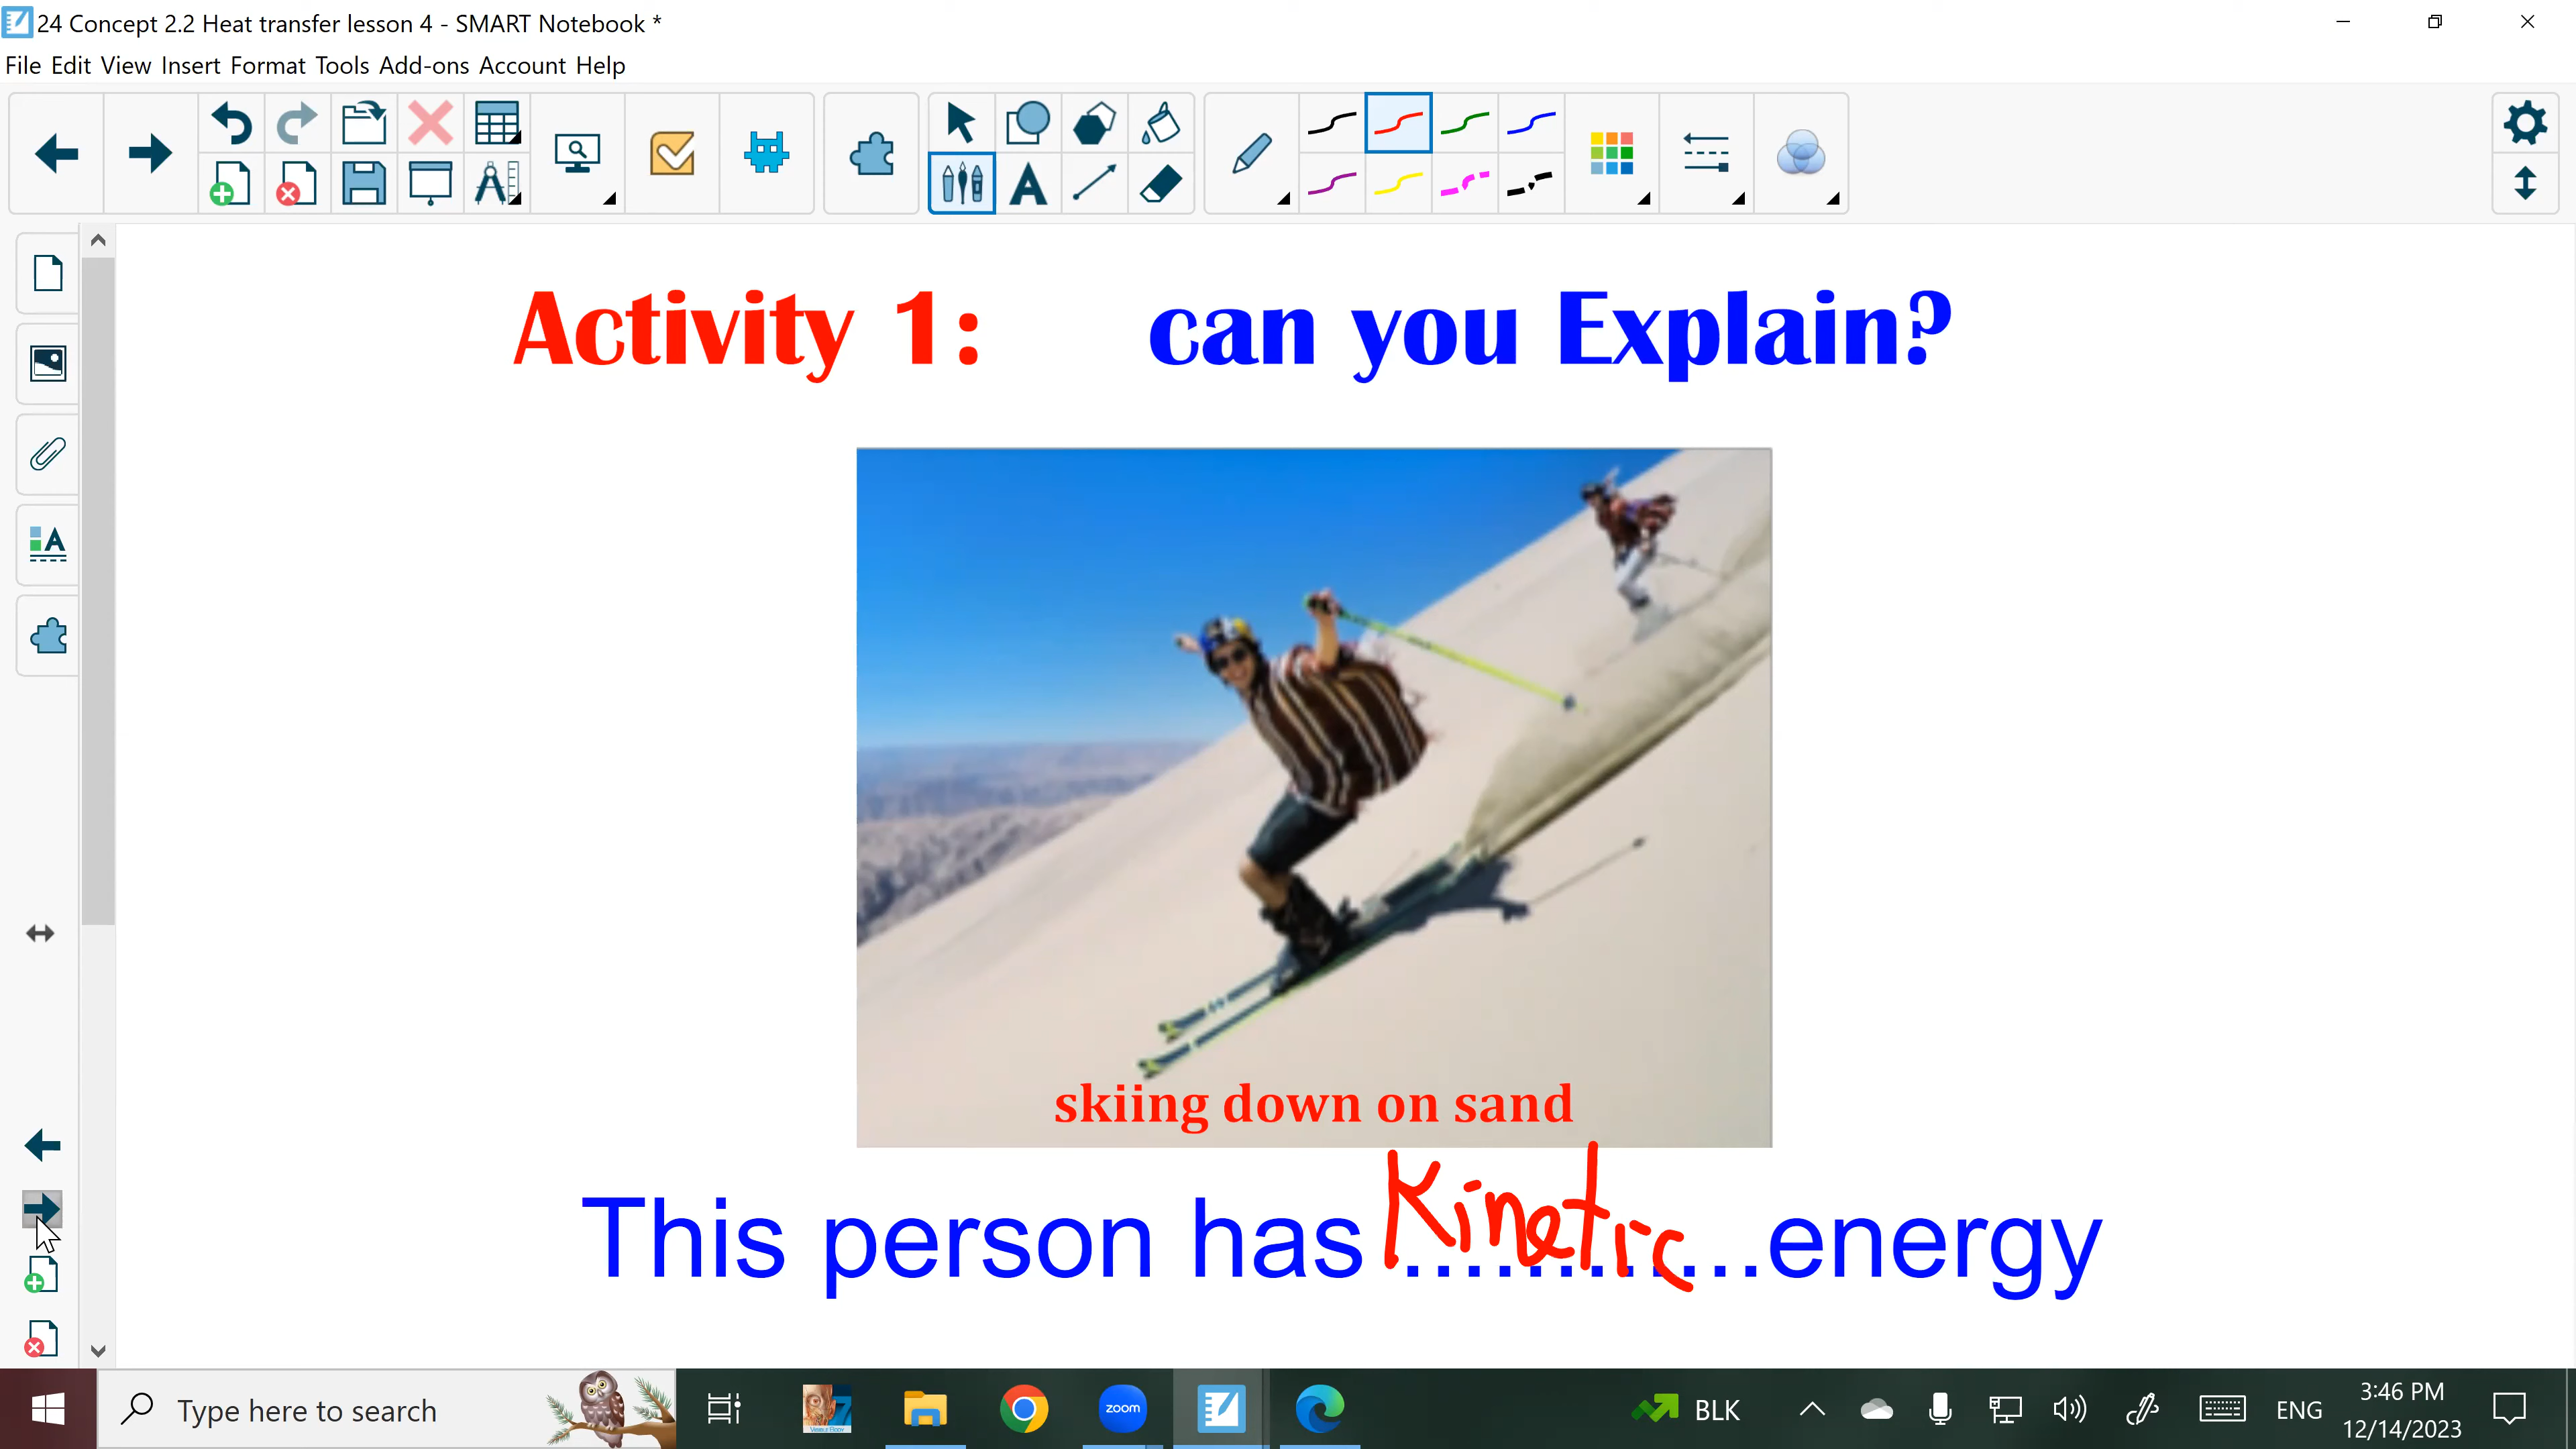 24 Concept 2.2 Heat transfer lesson 4 - SMART Notebook *
File Edit View Insert Format Tools Add-ons Account Help
Activity 1: can you Explain?
skiing down on sand
This person has Kinetic ............energy
Type here to search
zoom
BLK
ENG
3:46 PM
12/14/2023